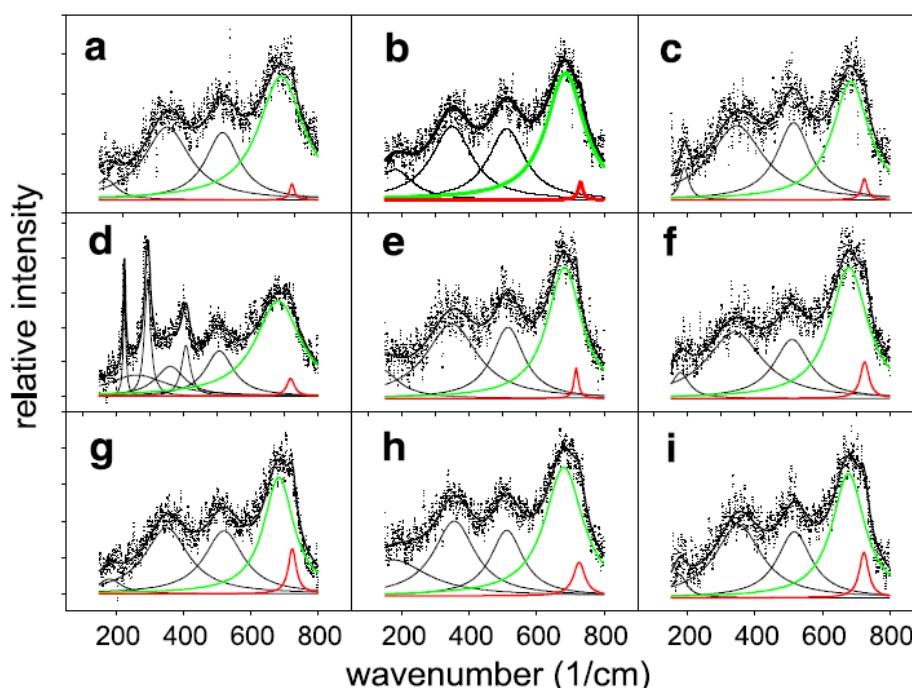 a b c
d e f
g h i
relative intensity
200 400 600 800 200 400 600 800 200 400 600 800
wavenumber (1/cm)